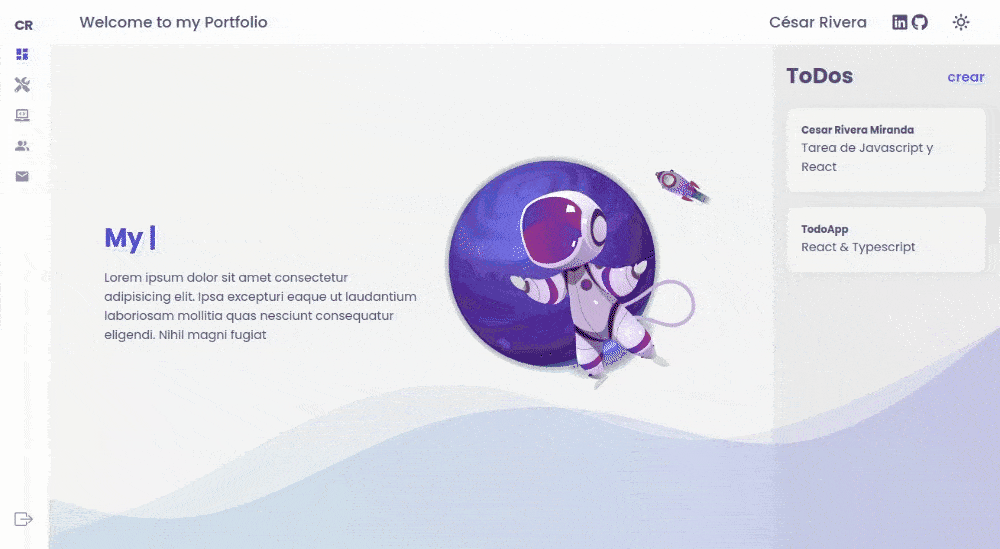 CR
Welcome to my Portfolio
César Rivera
ToDos
crear
Cesar Rivera Miranda
Tarea de Javascript y
React
TodoApp
React & Typescript
My
Lorem ipsum dolor sit amet consectetur
adipisicing elit. Ipsa excepturi eaque ut laudantium
laboriosam mollitia quas nesciunt consequatur
eligendi. Nihil magni fugiat